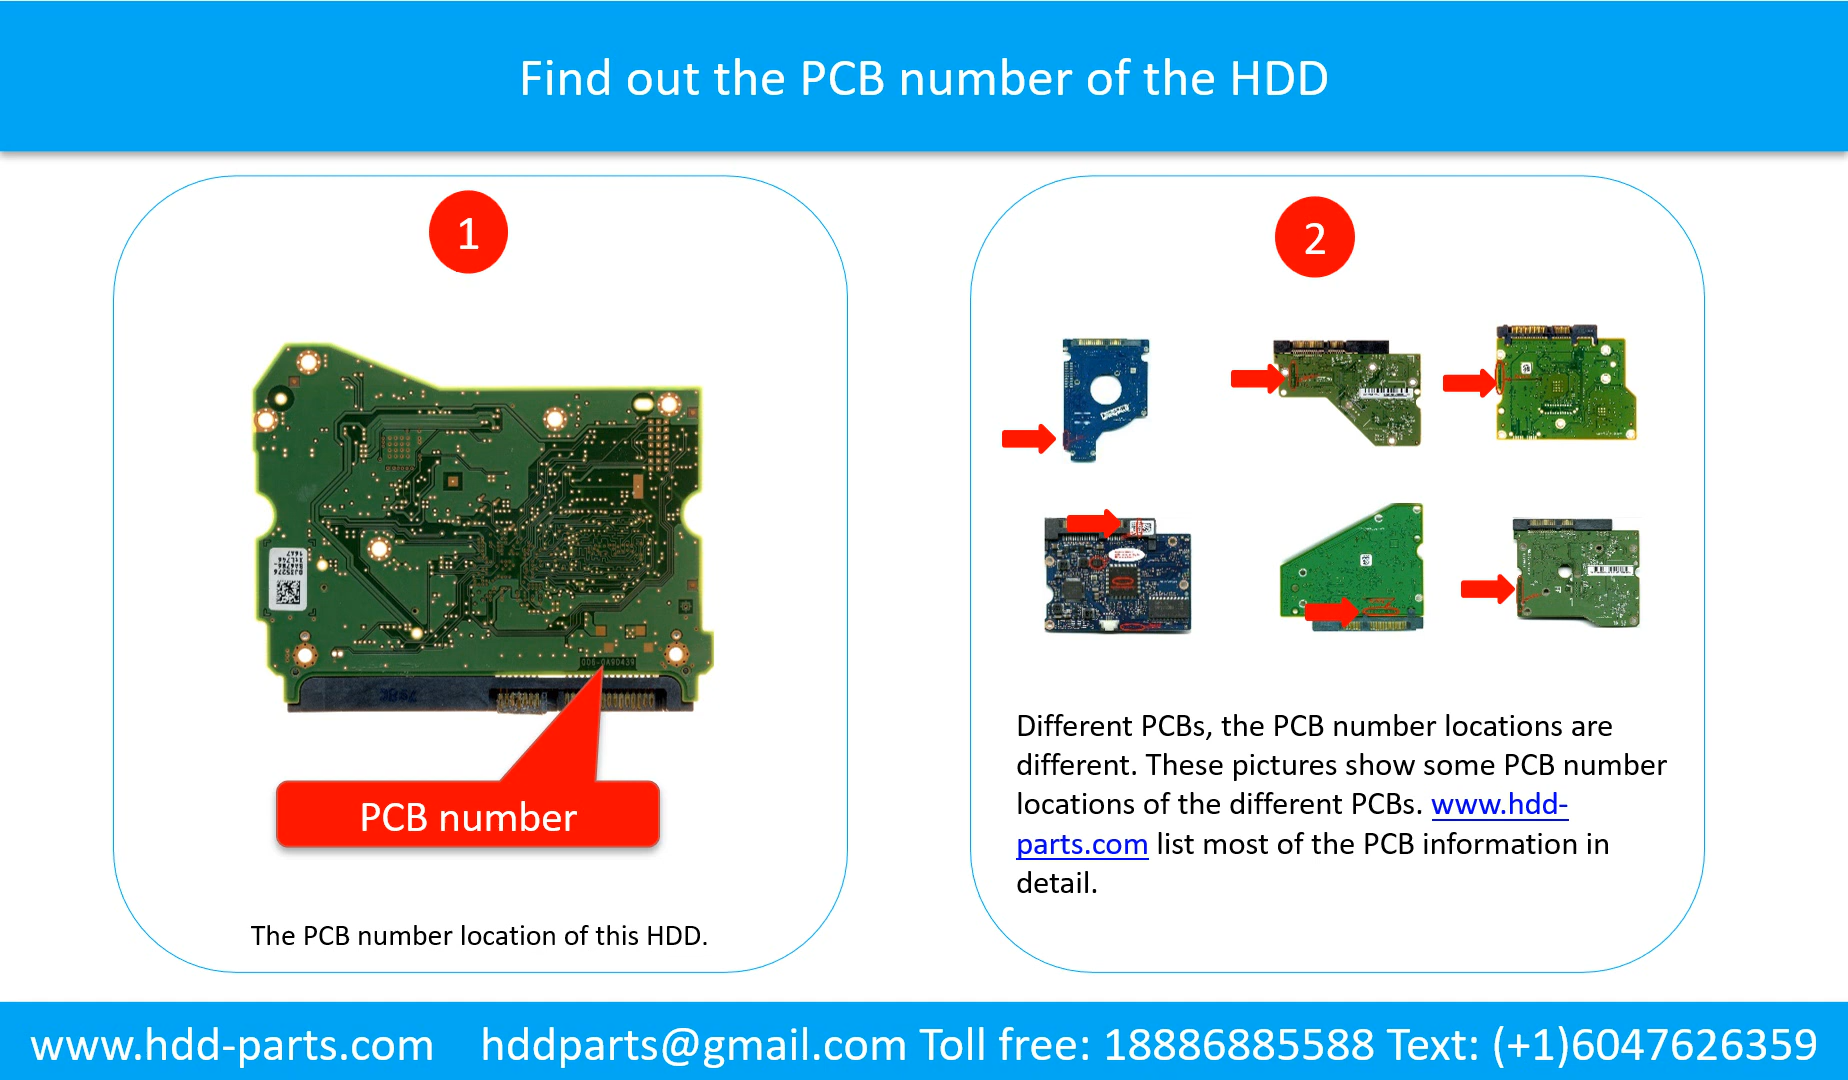 Find out the PCB number of the HDD
1
006-0A90439
PCB number
The PCB number location of this HDD.
2
Different PCBs, the PCB number locations are
different. These pictures show some PCB number
locations of the different PCBs. www.hdd-
parts.com list most of the PCB information in
detail.
www.hdd-parts.com hddparts@gmail.com Toll free: 18886885588 Text: (+1)6047626359